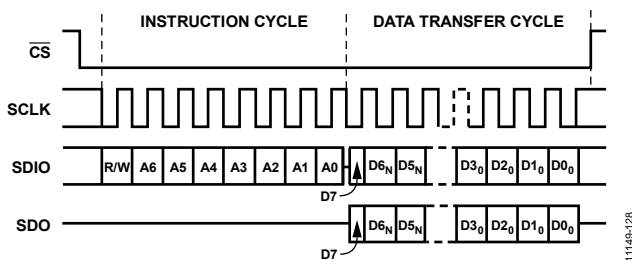 INSTRUCTION CYCLE DATA TRANSFER CYCLE
CS
SCLK
SDIO R/W A6 A5 A4 A3 A2 A1 A0 D6N D5N D30 D20 D10 D00
D7
SDO D6N D5N D30 D20 D10 D00
D7
11149-128